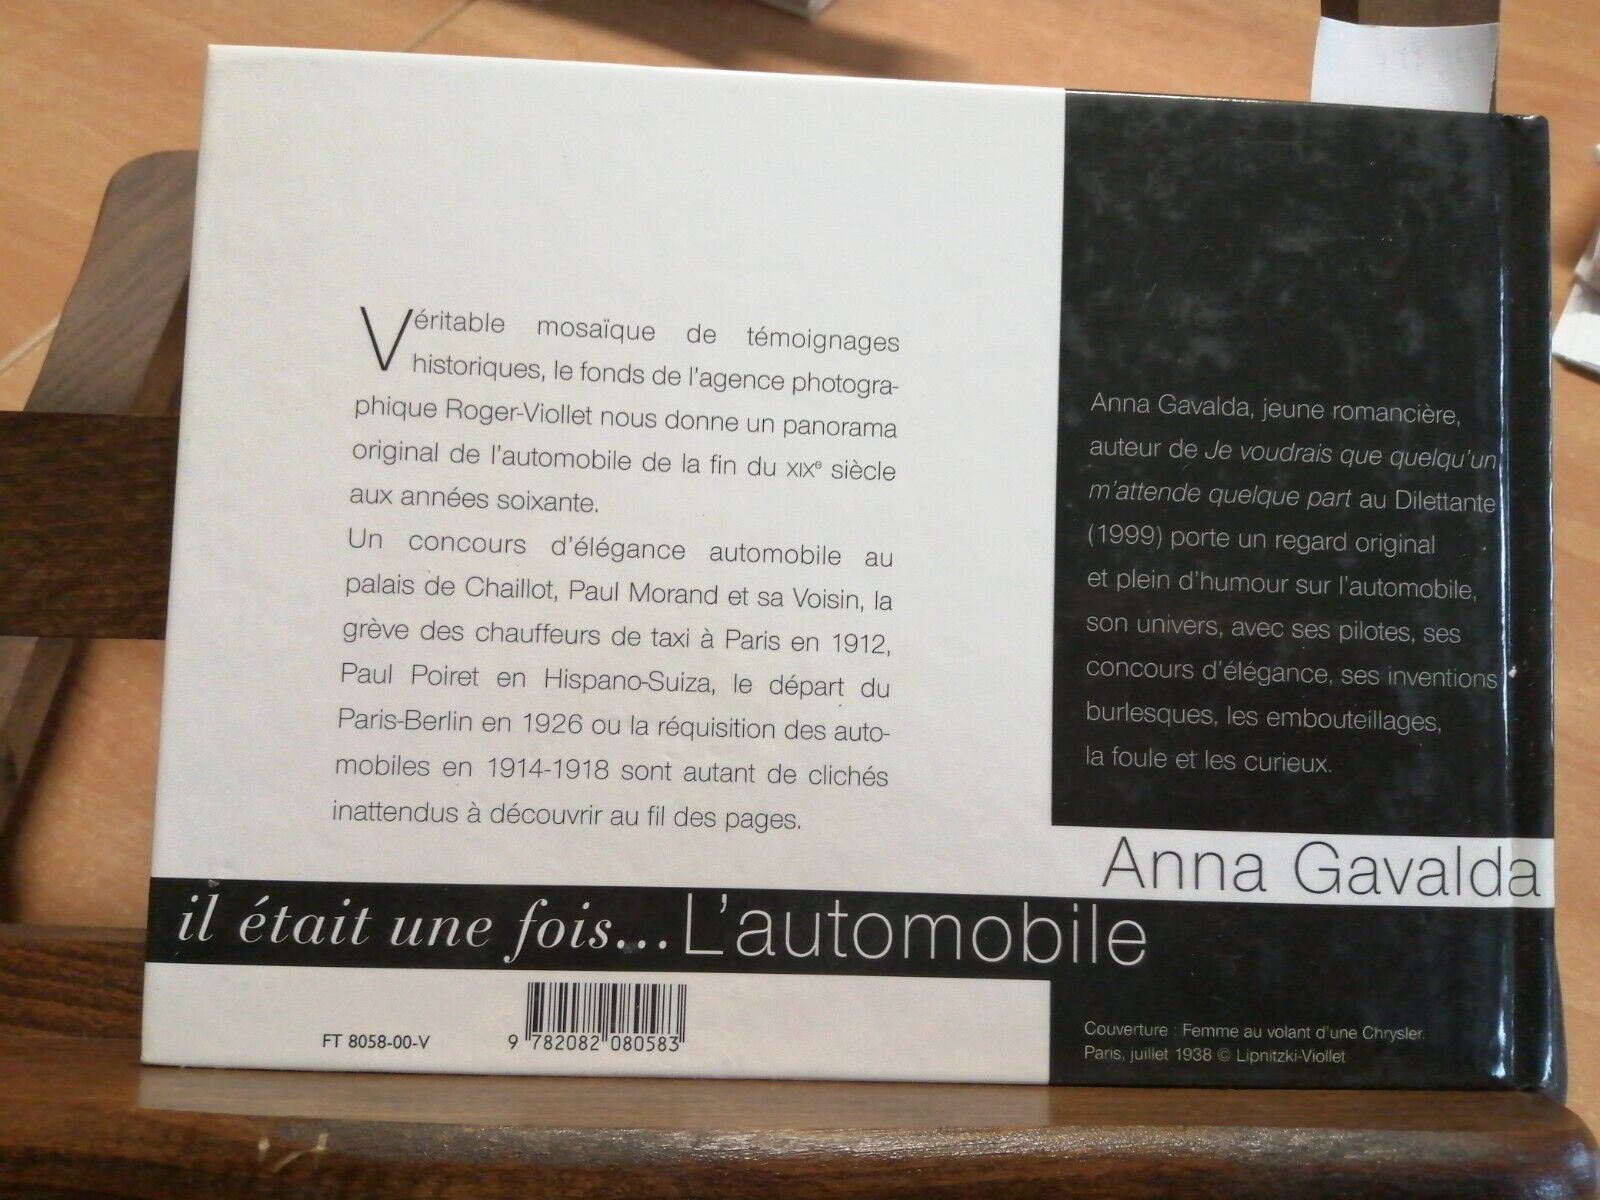 Véritable mosaïque de témoignages
historiques, le fonds de l'agence photogra-
phique Roger-Viollet nous donne un panorama
original de l'automobile de la fin du XIXe siècle
aux années soixante.
Un concours d'élégance automobile au
palais de Chaillot, Paul Morand et sa Voisin, la
grève des chauffeurs de taxi à Paris en 1912,
Paul Poiret en Hispano-Suiza, le départ du
Paris-Berlin en 1926 ou la réquisition des auto-
mobiles en 1914-1918 sont autant de clichés
inattendus à découvrir au fil des pages.
Anna Gavalda, jeune romancière,
auteur de Je voudrais que quelqu'un
m'attende quelque part au Dilettante
(1999) porte un regard original
et plein d'humour sur l'automobile,
son univers, avec ses pilotes, ses
concours d'élégance, ses inventions
burlesques, les embouteillages,
la foule et les curieux.
Anna Gavalda
il était une fois... L'automobile
FT 8058-00-V
9 782082 080583
Couverture : Femme au volant d'une Chrysler.
Paris, juillet 1938 © Lipnitzki-Viollet